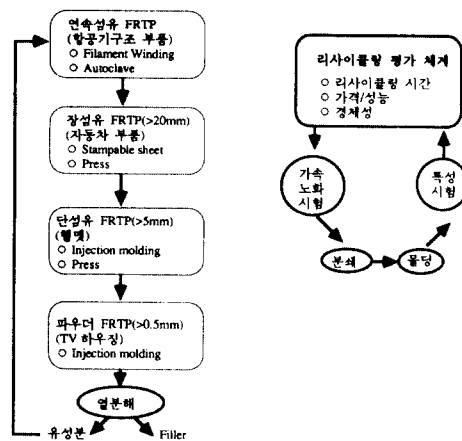 연속섬유 FRTP
(항공기구조 부품)
○ Filament Winding
○ Autoclave
장섬유 FRTP(>20mm)
(자동차 부품)
○ Stampable sheet
○ Press
단섬유 FRTP(>5mm)
(헬멧)
○ Injection molding
○ Press
파우더 FRTP(>0.5mm)
(TV 하우징)
○ Injection molding
열분해
유성분
Filler
리사이클링 평가 체계
○ 리사이클링 시간
○ 가격/성능
○ 경제성
가속
노화
시험
특성
시험
분쇄
몰딩